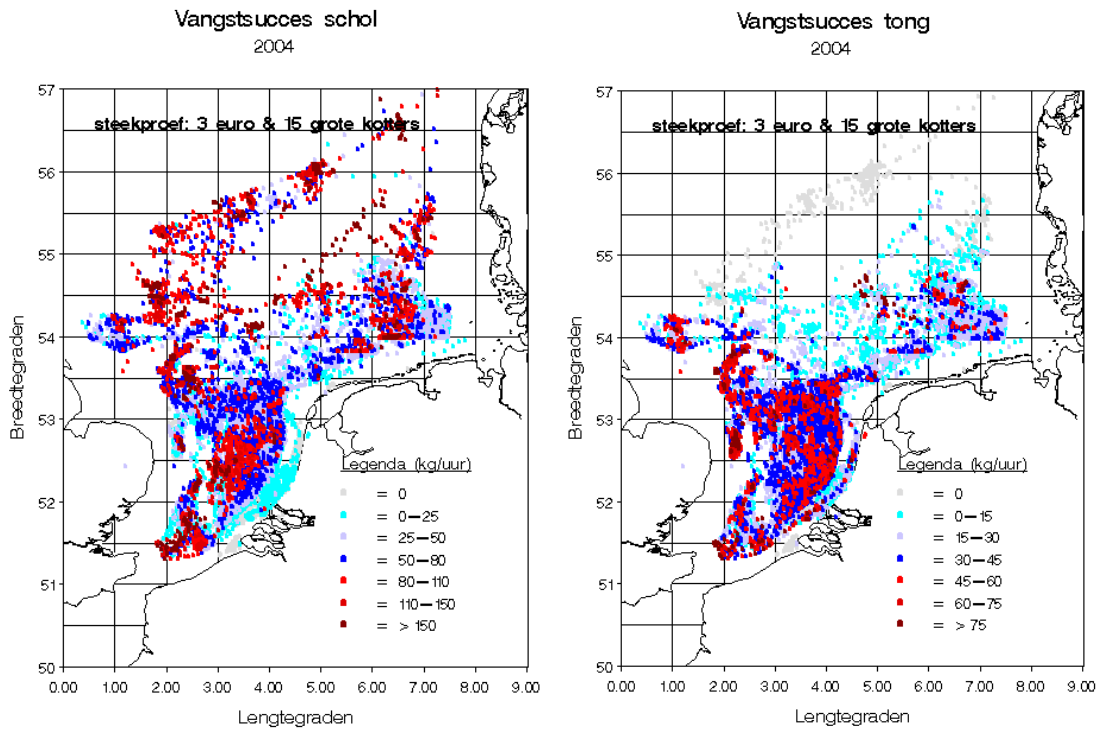 Vangstsucces schol
2004
57
steekproef: 3 euro & 15 grote kotters
56
55
54
53
52
51
50
Breedtegraden
Legenda (kg/uur)
= 0
= 0-25
= 25-50
= 50-80
= 80-110
= 110-150
= > 150
0.00 1.00 2.00 3.00 4.00 5.00 6.00 7.00 8.00 9.00
Lengtegraden
Vangstsucces tong
2004
57
steekproef: 3 euro & 15 grote kotters
56
55
54
53
52
51
50
Breedtegraden
Legenda (kg/uur)
= 0
= 0-15
= 15-30
= 30-45
= 45-60
= 60-75
= > 75
0.00 1.00 2.00 3.00 4.00 5.00 6.00 7.00 8.00 9.00
Lengtegraden